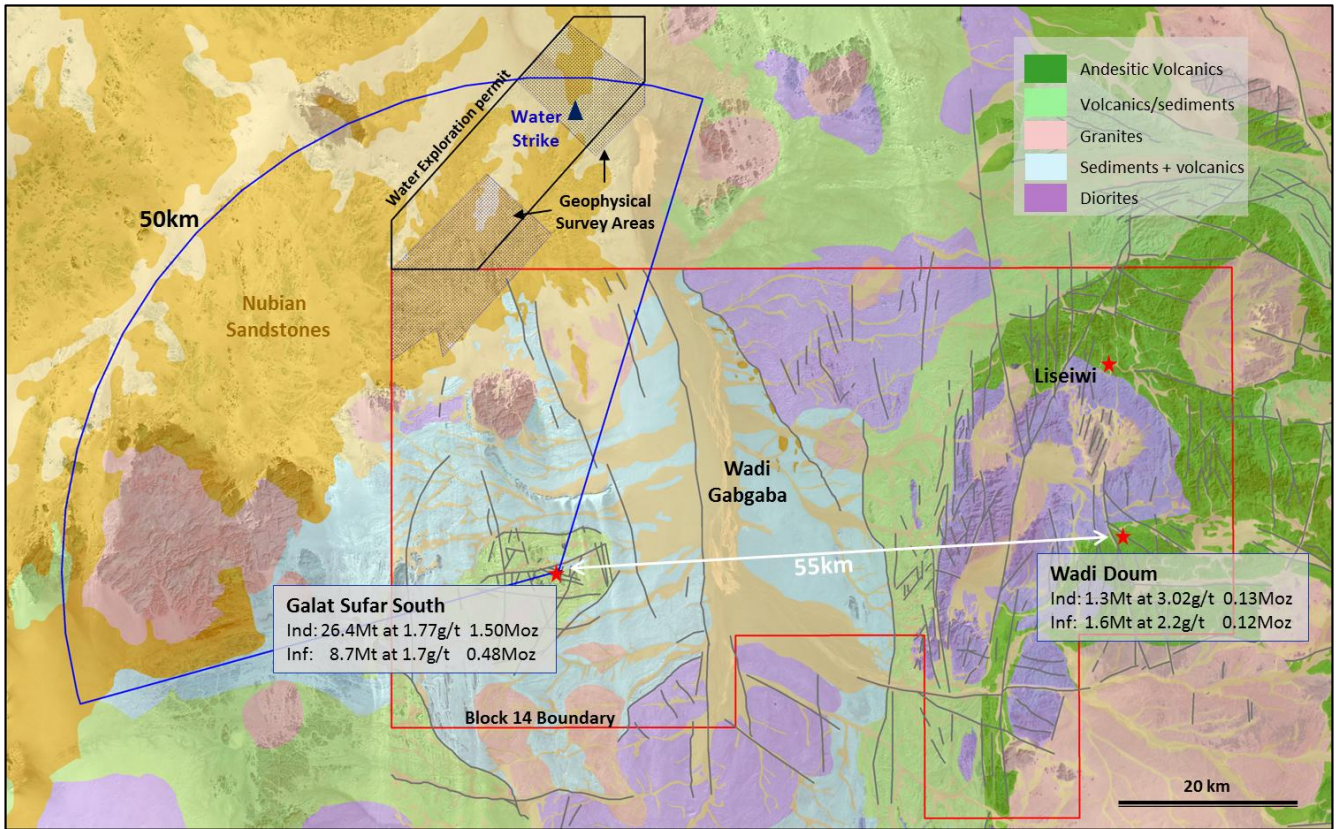 Water Exploration permit
Water
Strike
Geophysical
Survey Areas
50km
Nubian
Sandstones
Andesitic Volcanics
Volcanics/sediments
Granites
Sediments + volcanics
Diorites
Liseiwi
Wadi
Gabgaba
55km
Galat Sufar South
Ind: 26.4Mt at 1.77g/t 1.50Moz
Inf: 8.7Mt at 1.7g/t 0.48Moz
Wadi Doum
Ind: 1.3Mt at 3.02g/t 0.13Moz
Inf: 1.6Mt at 2.2g/t 0.12Moz
Block 14 Boundary
20 km